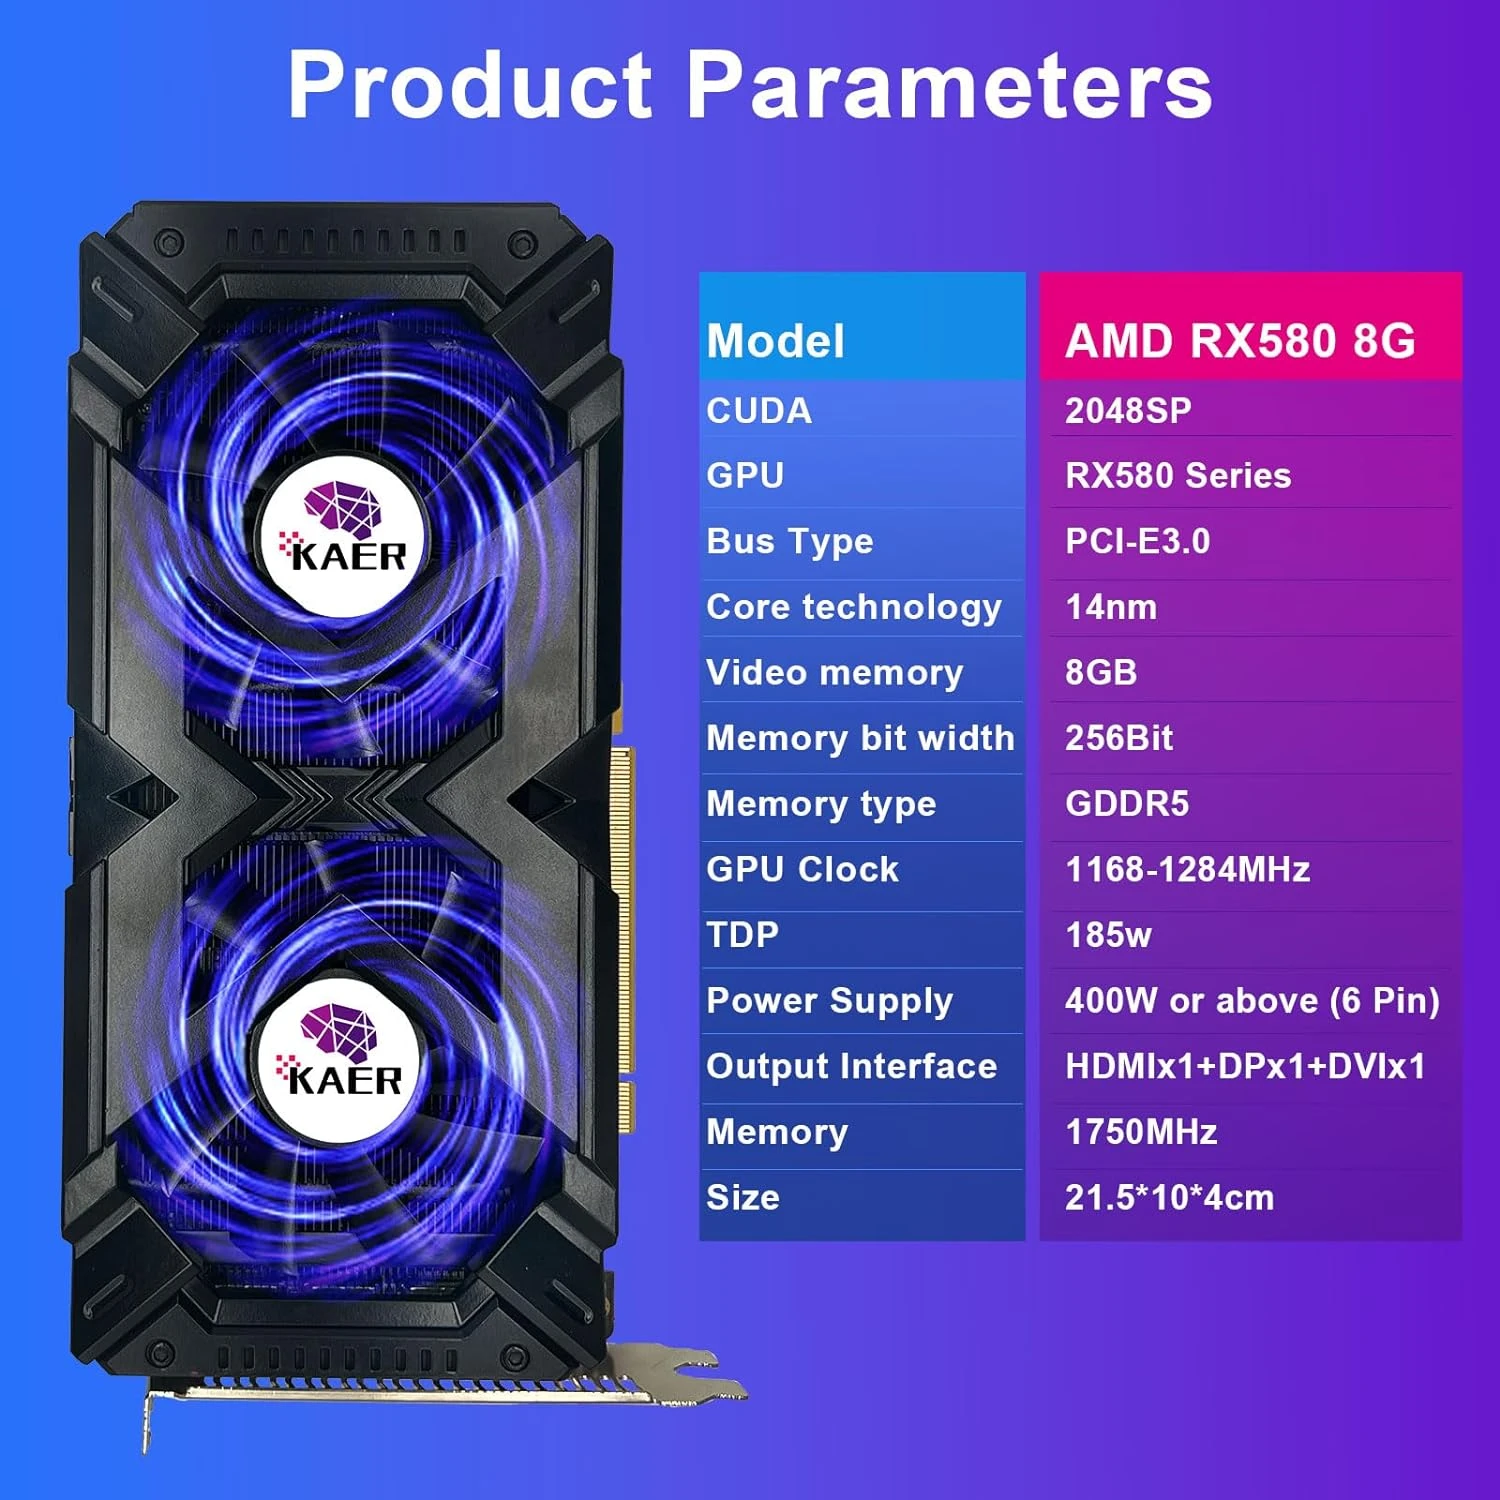 Product Parameters
KAER
KAER
Model AMD RX580 8G
CUDA 2048SP
GPU RX580 Series
Bus Type PCI-E3.0
Core technology 14nm
Video memory 8GB
Memory bit width 256Bit
Memory type GDDR5
GPU Clock 1168-1284MHz
TDP 185w
Power Supply 400W or above (6 Pin)
Output Interface HDMIx1+DPx1+DVIx1
Memory 1750MHz
Size 21.5*10*4cm